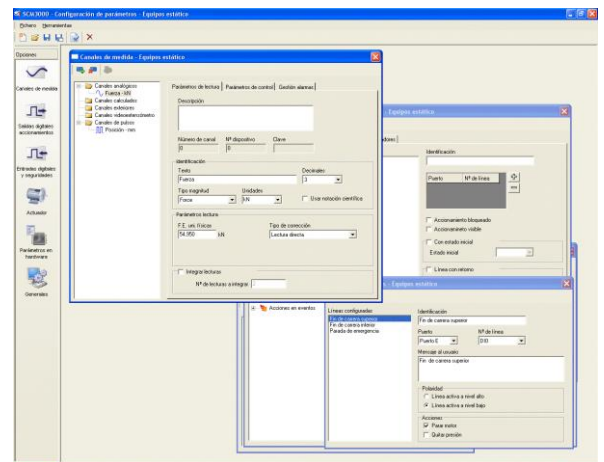 SCM3000 - Configuración de parámetros - Equipos estático
Fichero Herramientas
Opciones
Canales de medida
Salidas digitales
accionamientos
Entradas digitales
y seguridades
Actuador
Parámetros en
hardware
Generales
Canales de medida - Equipos estático
Canales analógicos
Fuerza - kN
Canales calculados
Canales exteriores
Canales videoextensómetro
Canales de pulsos
Posición - mm
Parámetros de lectura Parámetros de control Gestión alarmas
Descripción
Número de canal Nº dispositivo Clave
0 0
Identificación
Texto Decimales
Fuerza 3
Tipo magnitud Unidades
Force kN Usar notación científica
Parámetros lectura
F.E. uni. físicas Tipo de corrección
kN Lectura directa
Integrar lecturas
Nº de lecturas a integrar
Equipos estático
Identificación
Puerto Nº de línea
Accionamiento bloqueado
Accionamiento visible
Con estado inicial
Estado inicial
Línea con retorno
Equipos estático
Acciones en eventos
Líneas configuradas
Fin de carrera superior
Fin de carrera inferior
Parada de emergencia
Identificación
Fin de carrera superior
Puerto Nº de línea
Puerto E
Mensaje al usuario
Fin de carrera superior
Polaridad
Línea activa a nivel alto
Línea activa a nivel bajo
Acciones
Parar motor
Quitar presión